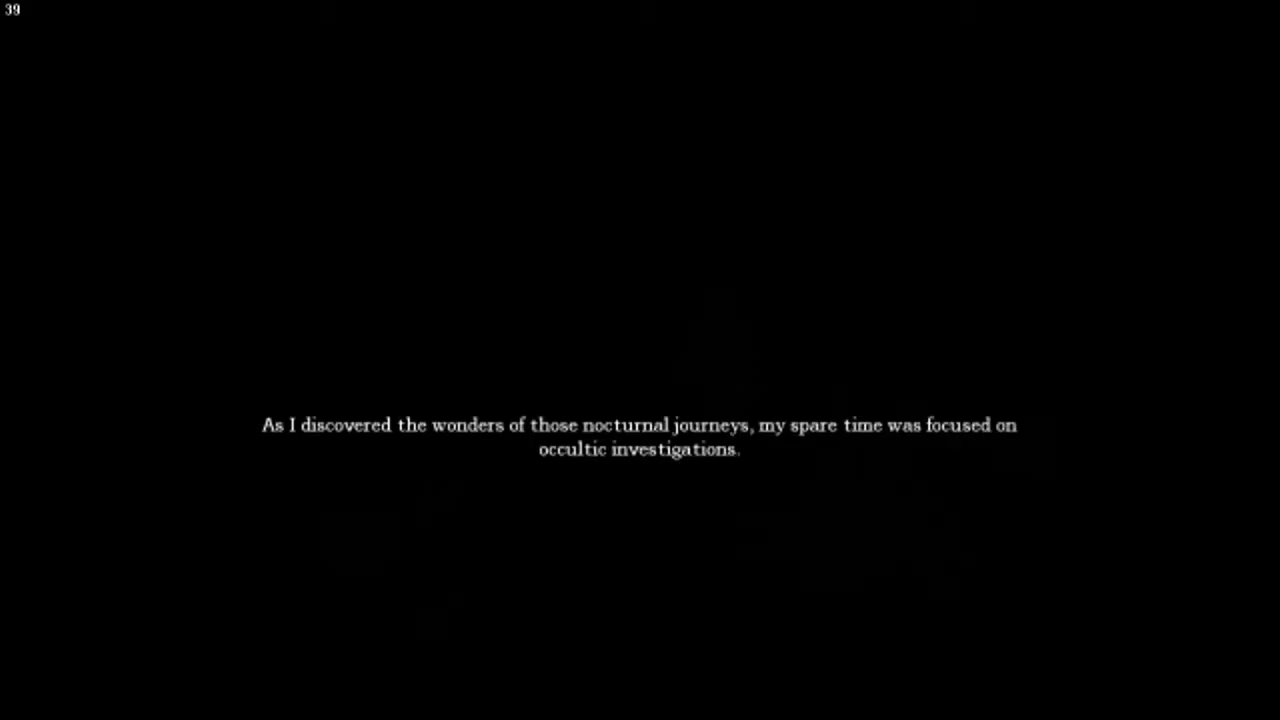 39
As I discovered the wonders of those nocturnal journeys, my spare time was focused on
occultic investigations.